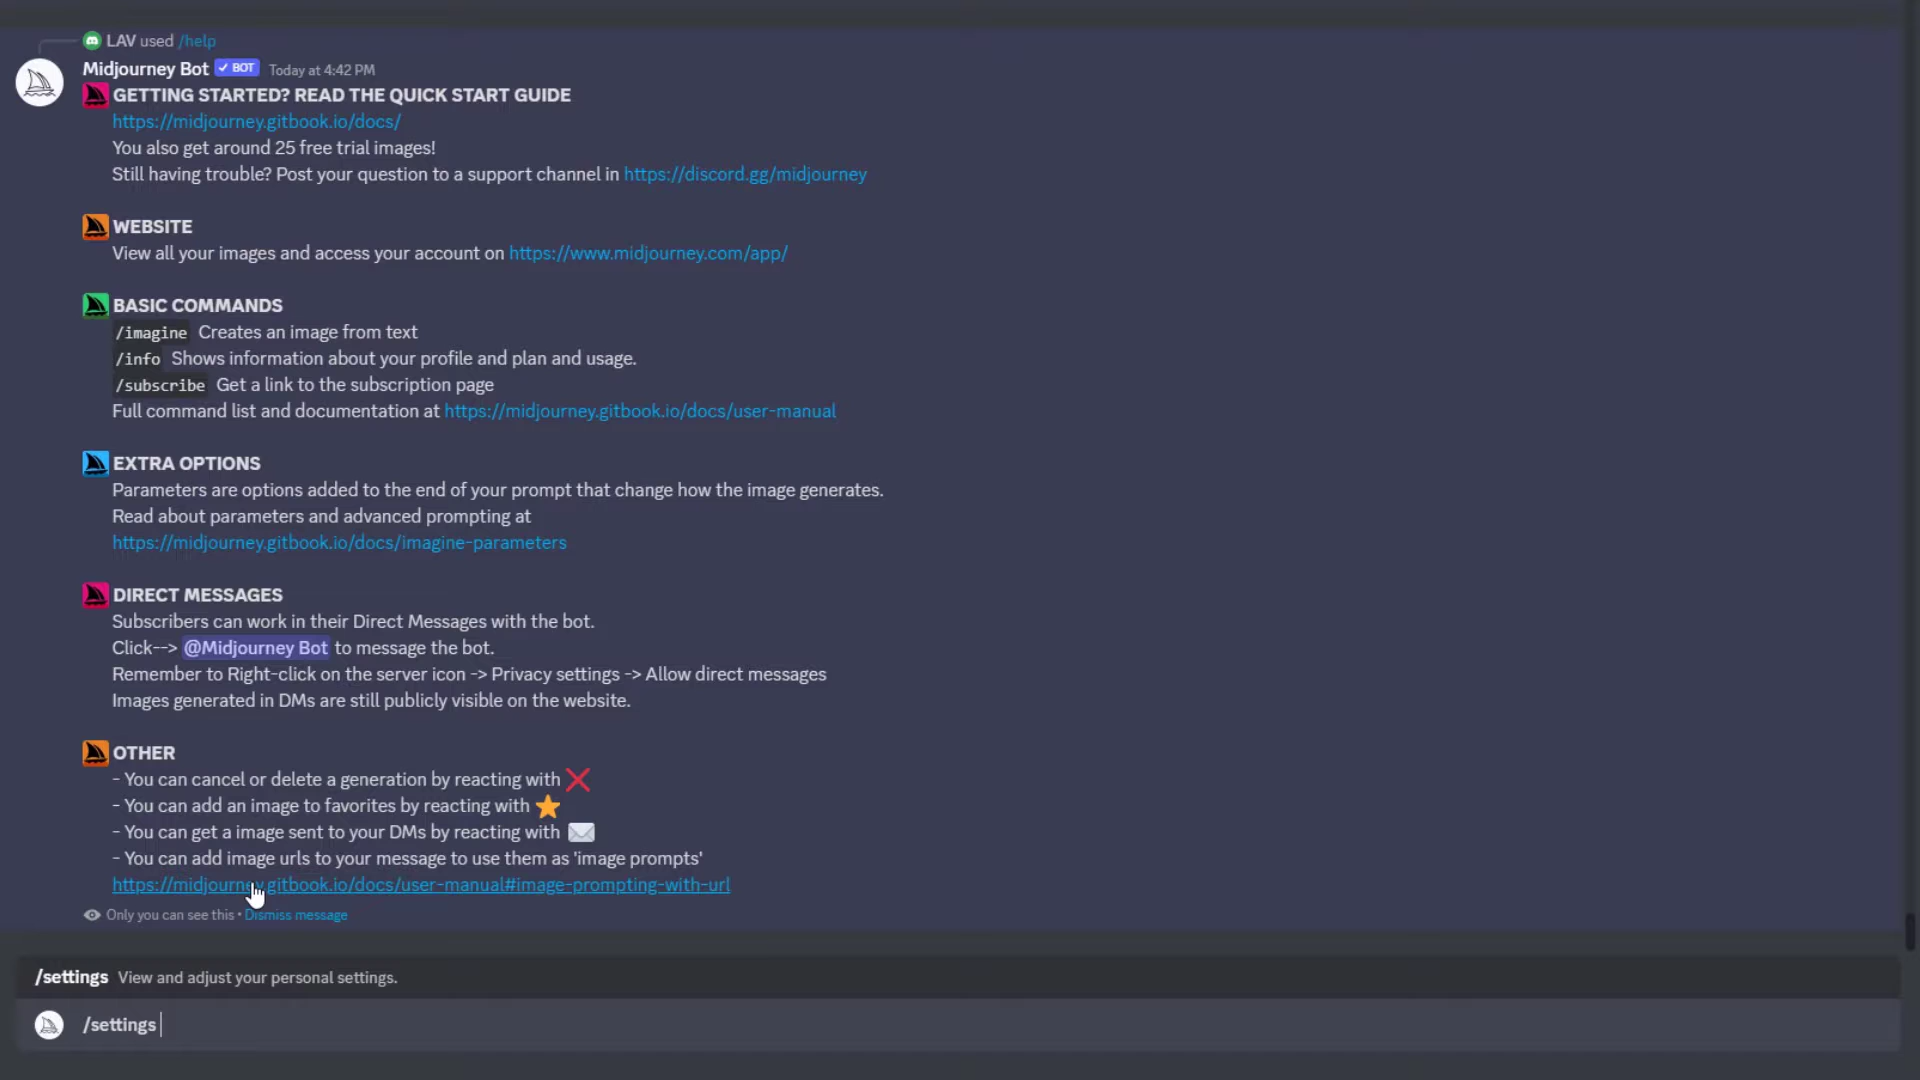 LAV used /help
Midjourney Bot ✓ BOT Today at 4:42 PM
GETTING STARTED? READ THE QUICK START GUIDE
https://midjourney.gitbook.io/docs/
You also get around 25 free trial images!
Still having trouble? Post your question to a support channel in https://discord.gg/midjourney
WEBSITE
View all your images and access your account on https://www.midjourney.com/app/
BASIC COMMANDS
/imagine Creates an image from text
/info Shows information about your profile and plan and usage.
/subscribe Get a link to the subscription page
Full command list and documentation at https://midjourney.gitbook.io/docs/user-manual
EXTRA OPTIONS
Parameters are options added to the end of your prompt that change how the image generates.
Read about parameters and advanced prompting at
https://midjourney.gitbook.io/docs/imagine-parameters
DIRECT MESSAGES
Subscribers can work in their Direct Messages with the bot.
Click--> @Midjourney Bot to message the bot.
Remember to Right-click on the server icon -> Privacy settings -> Allow direct messages
Images generated in DMs are still publicly visible on the website.
OTHER
- You can cancel or delete a generation by reacting with ❌
- You can add an image to favorites by reacting with ⭐
- You can get a image sent to your DMs by reacting with ✉️
- You can add image urls to your message to use them as 'image prompts'
https://midjourney.gitbook.io/docs/user-manual#image-prompting-with-url
Only you can see this • Dismiss message
/settings View and adjust your personal settings.
/settings